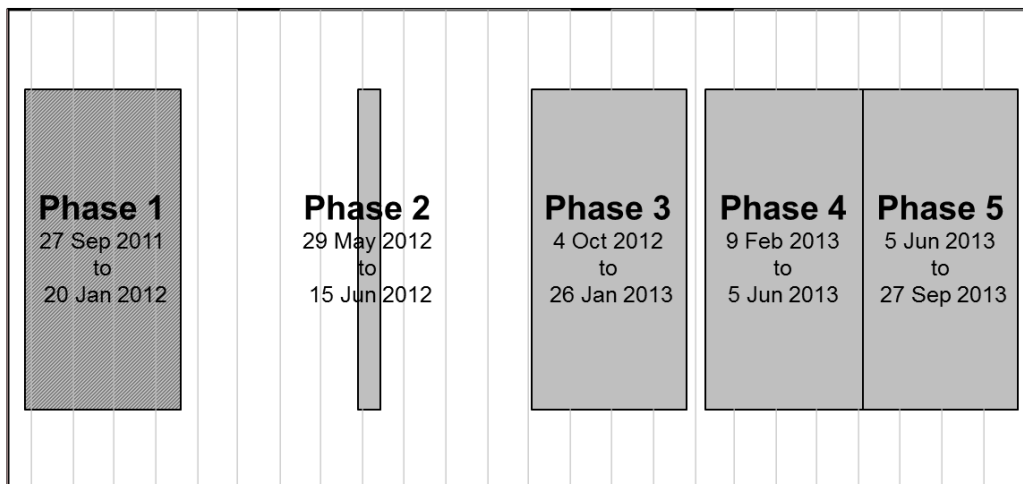 Phase 1
27 Sep 2011
to
20 Jan 2012
Phase 2
29 May 2012
to
15 Jun 2012
Phase 3
4 Oct 2012
to
26 Jan 2013
Phase 4
9 Feb 2013
to
5 Jun 2013
Phase 5
5 Jun 2013
to
27 Sep 2013